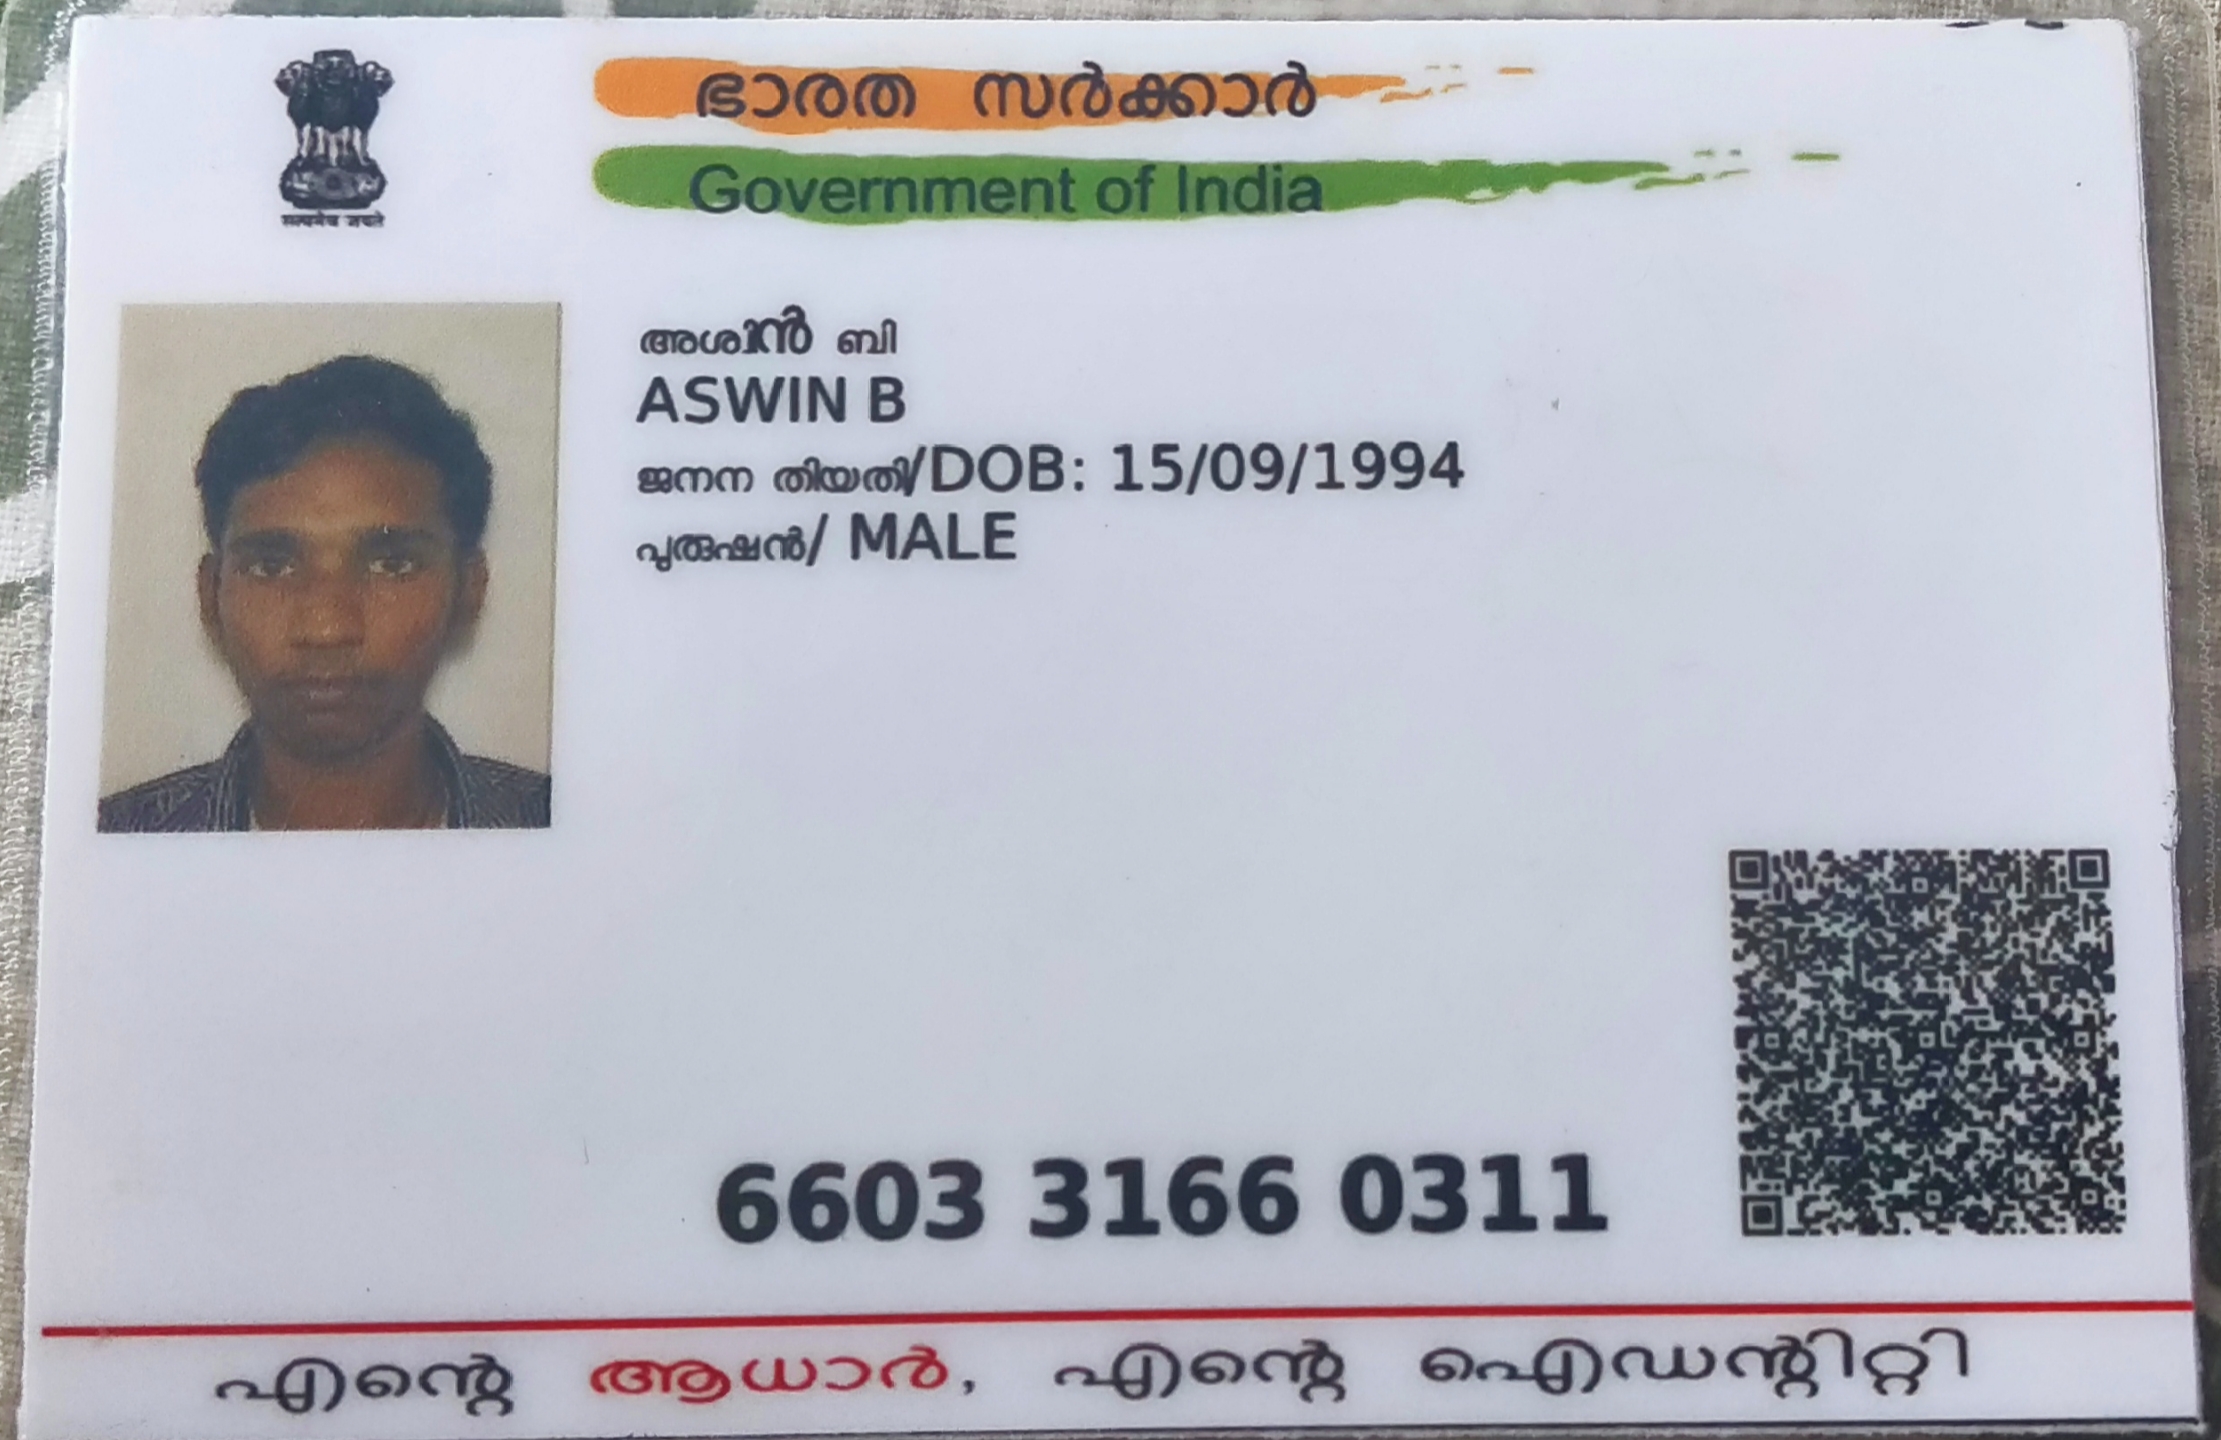 ഭാരത സർക്കാർ
Government of India
सत्यमेव जयते
അശ്വിൻ ബി
ASWIN B
ജനന തിയതി/DOB: 15/09/1994
പുരുഷൻ/ MALE
6603 3166 0311
എന്റെ ആധാർ, എന്റെ ഐഡന്റിറ്റി